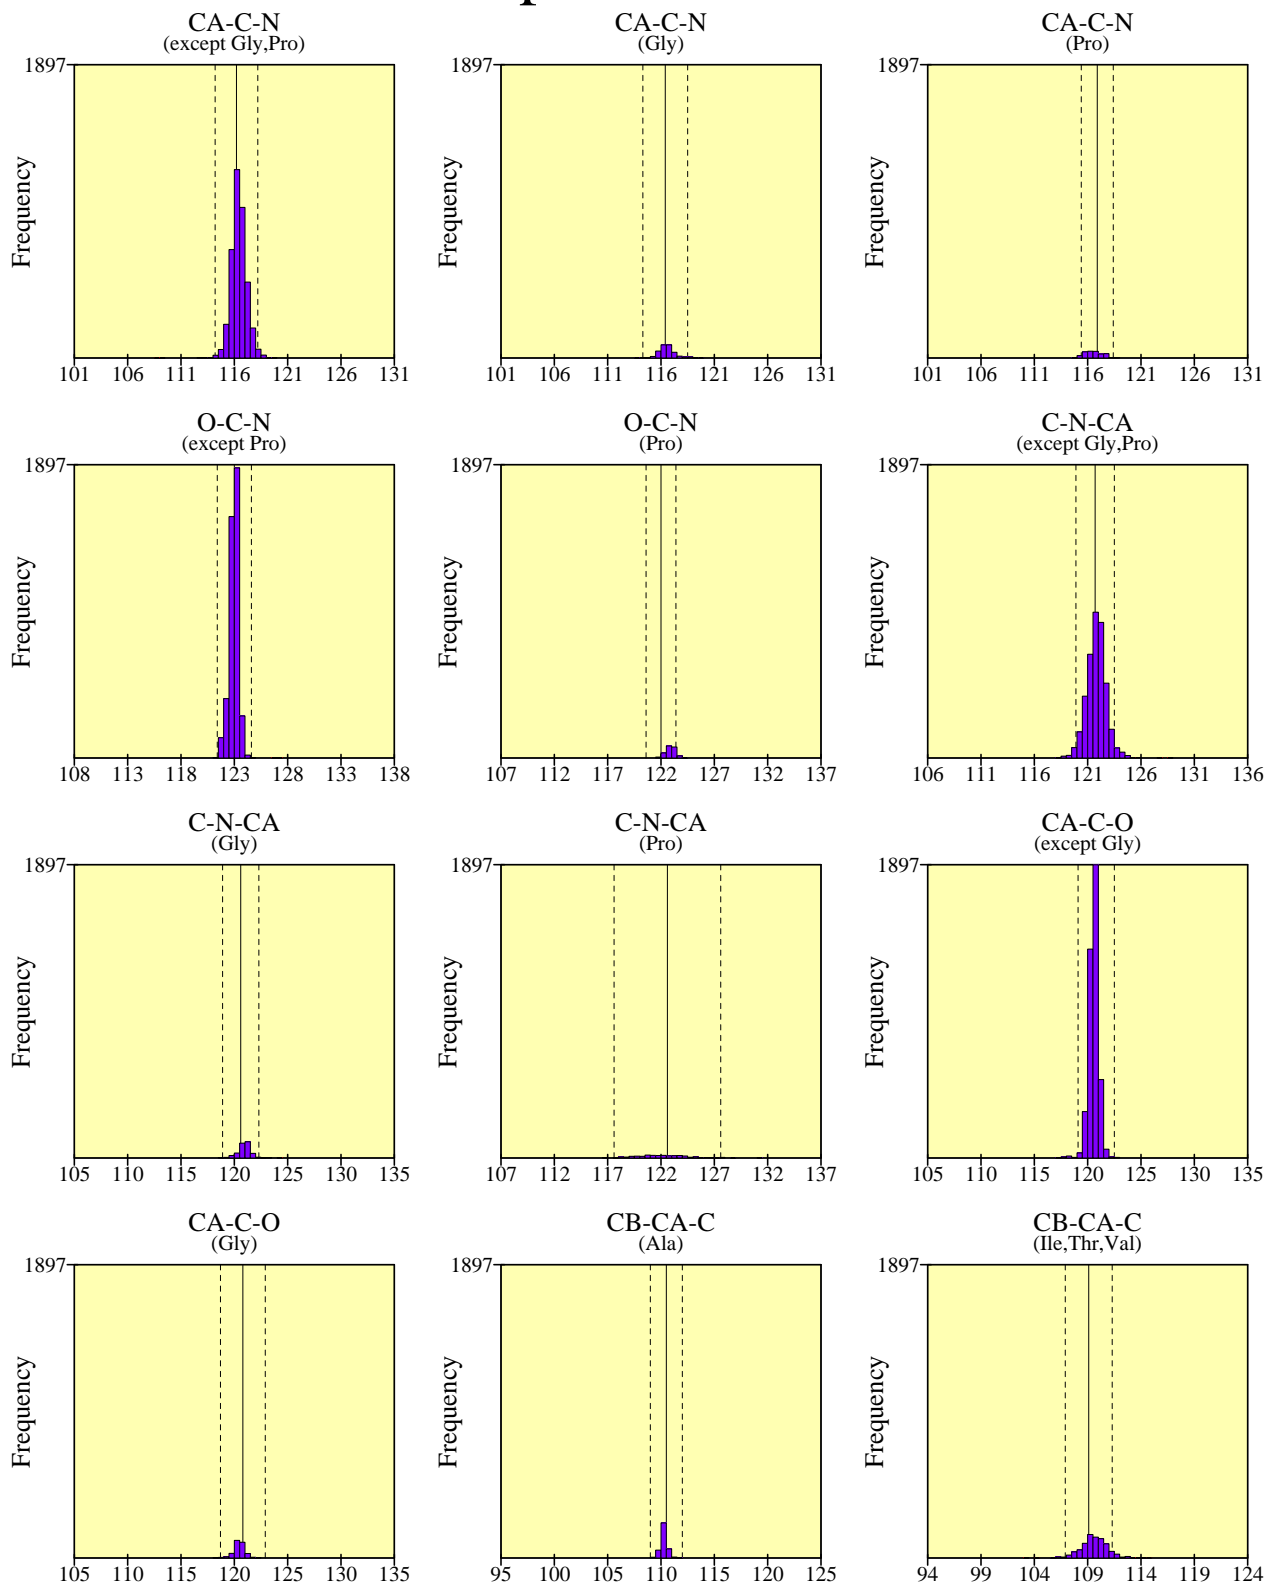 CA-C-N CA-C-N CA-C-N
(except Gly,Pro) (Gly) (Pro)
1897 1897 1897
Frequency Frequency Frequency
101 106 111 116 121 126 131 101 106 111 116 121 126 131 101 106 111 116 121 126 131
O-C-N O-C-N C-N-CA
(except Pro) (Pro) (except Gly,Pro)
1897 1897 1897
Frequency Frequency Frequency
108 113 118 123 128 133 138 107 112 117 122 127 132 137 106 111 116 121 126 131 136
C-N-CA C-N-CA CA-C-O
(Gly) (Pro) (except Gly)
1897 1897 1897
Frequency Frequency Frequency
105 110 115 120 125 130 135 107 112 117 122 127 132 137 105 110 115 120 125 130 135
CA-C-O CB-CA-C CB-CA-C
(Gly) (Ala) (Ile,Thr,Val)
1897 1897 1897
Frequency Frequency Frequency
105 110 115 120 125 130 135 95 100 105 110 115 120 125 94 99 104 109 114 119 124